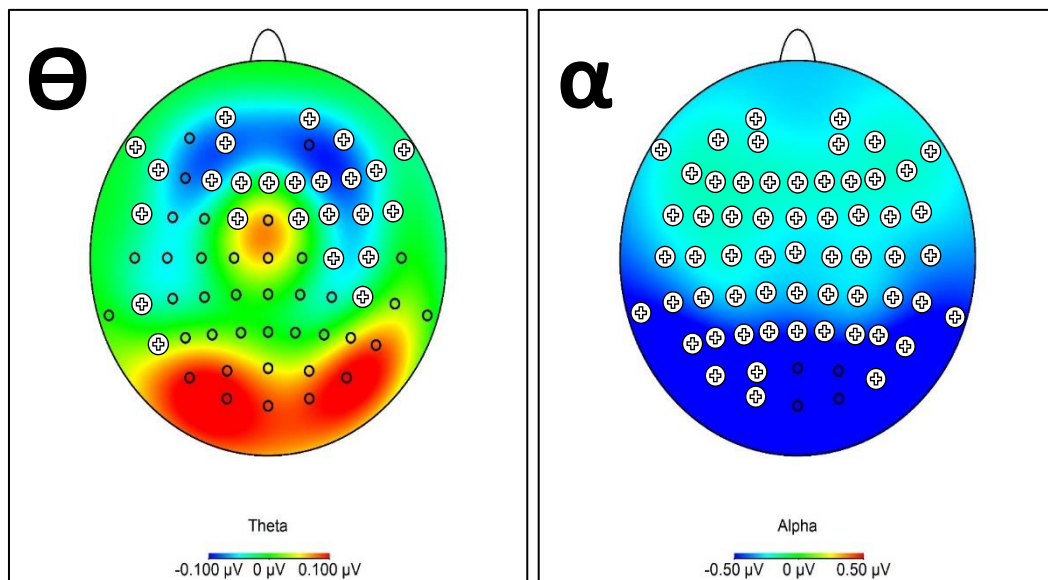 Ө
α
Theta
-0.100 µV 0 µV 0.100 µV
Alpha
-0.50 µV 0 µV 0.50 µV